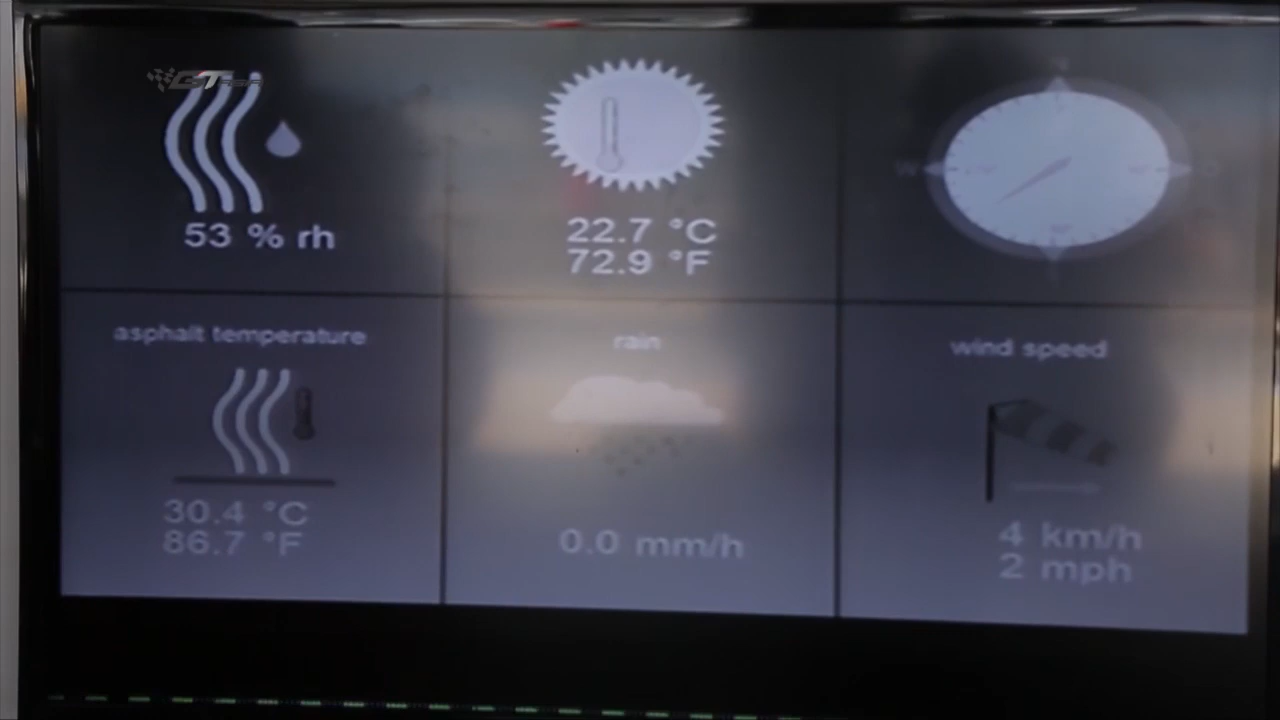 GT
53 % rh
22.7 °C
72.9 °F
asphalt temperature
30.4 °C
86.7 °F
rain
0.0 mm/h
wind speed
4 km/h
2 mph